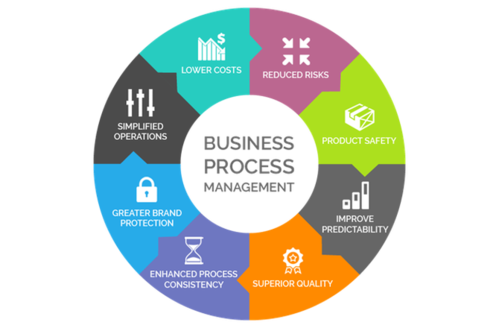 LOWER COSTS
REDUCED RISKS
PRODUCT SAFETY
IMPROVE
PREDICTABILITY
SUPERIOR QUALITY
ENHANCED PROCESS
CONSISTENCY
GREATER BRAND
PROTECTION
SIMPLIFIED
OPERATIONS
BUSINESS
PROCESS
MANAGEMENT
$